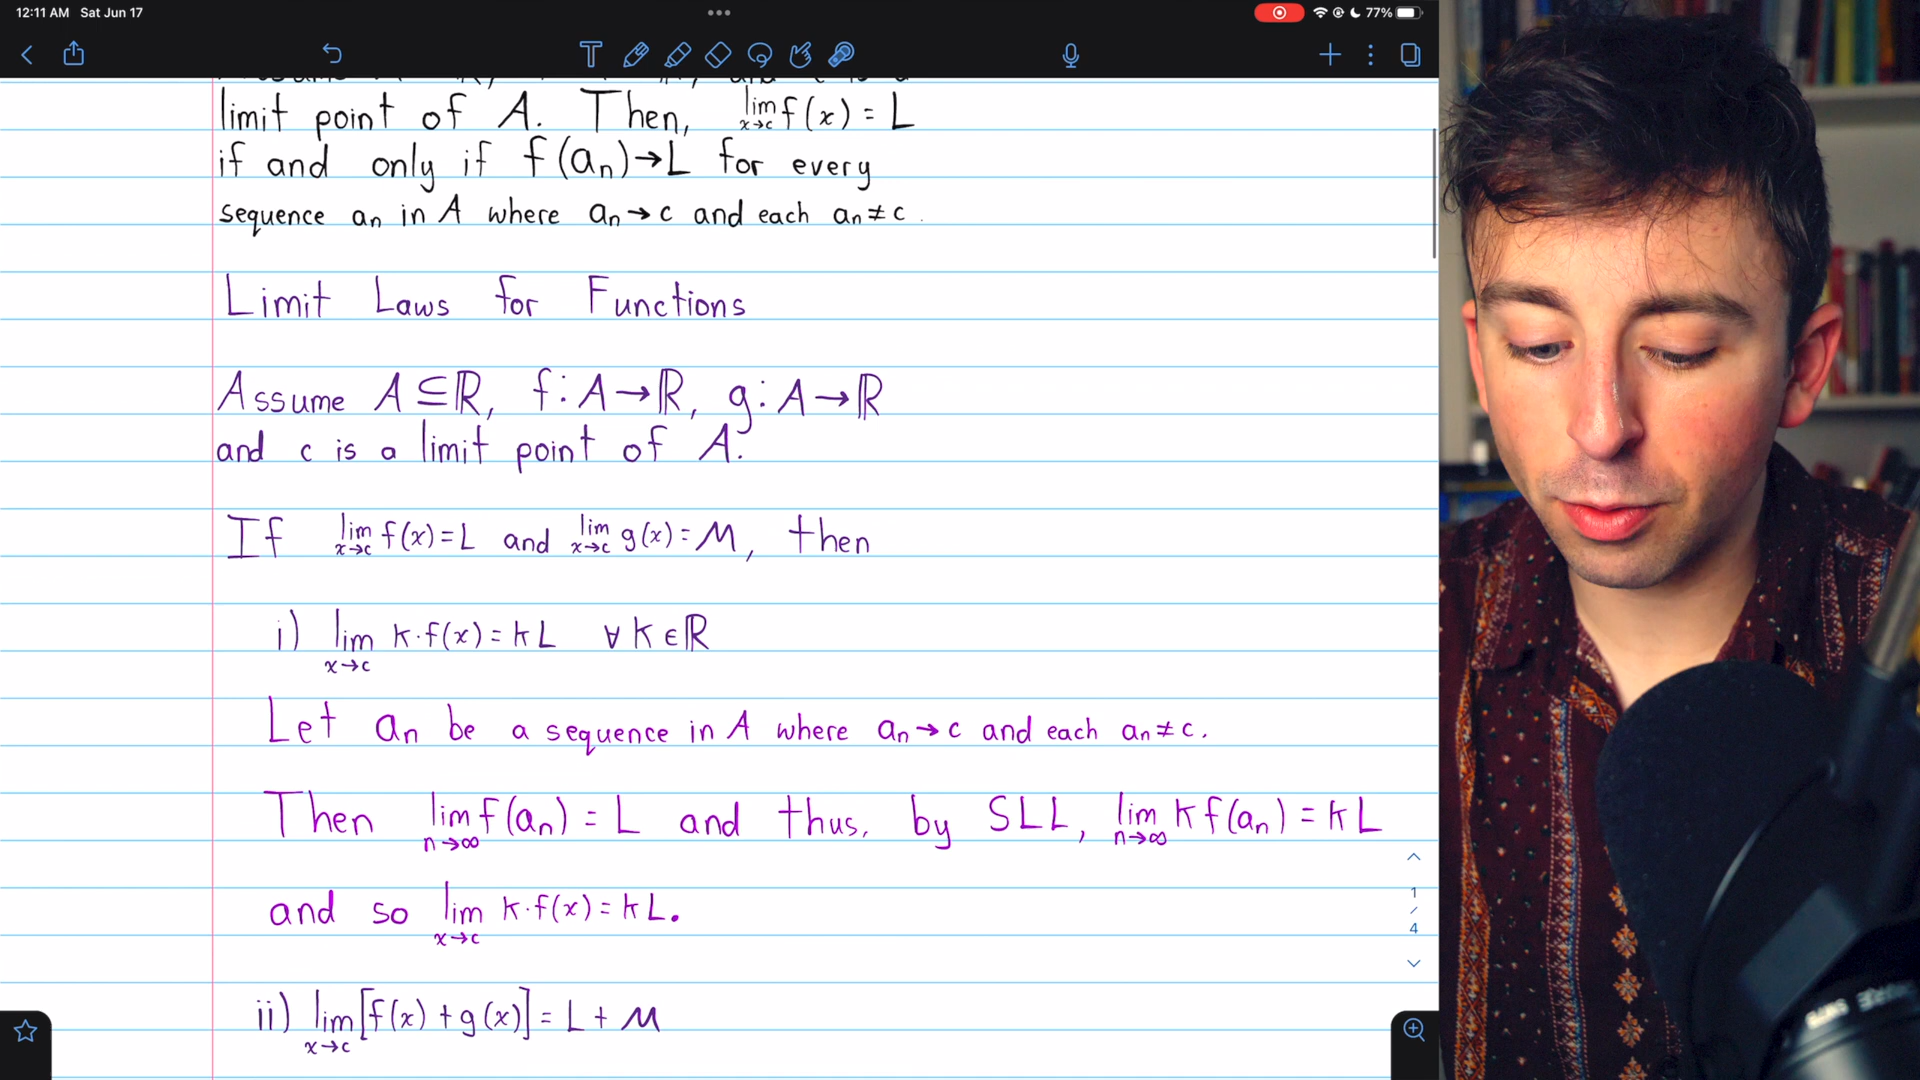 12:11 AM Sat Jun 17
77%
limit point of A. Then, lim x→c f(x) = L
if and only if f(an)→L for every
sequence an in A where an→c and each an≠c.
Limit Laws for Functions
Assume A⊆ℝ, f:A→ℝ, g:A→ℝ
and c is a limit point of A.
If lim x→c f(x)=L and lim x→c g(x)=M, then
i) lim x→c k·f(x)=kL ∀ k∈ℝ
Let an be a sequence in A where an→c and each an≠c.
Then lim n→∞ f(an) = L and thus, by SLL, lim n→∞ k f(an) = kL
and so lim x→c k·f(x)=kL.
ii) lim x→c [f(x)+g(x)] = L + M
1
/
4